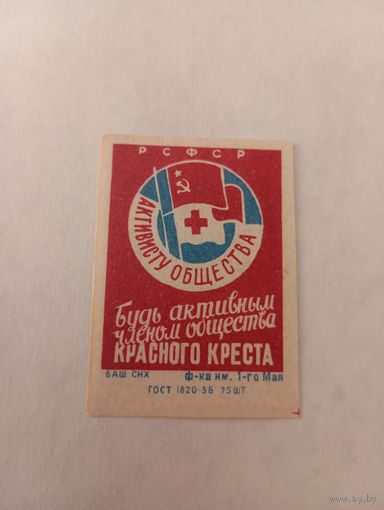 РСФСР
АКТИВИСТУ ОБЩЕСТВА
Будь активным
членом общества
КРАСНОГО КРЕСТА
БАШ СНХ ф-ка им. 1-го Мая
ГОСТ 1820-56 75 ШТ
www.ay.by